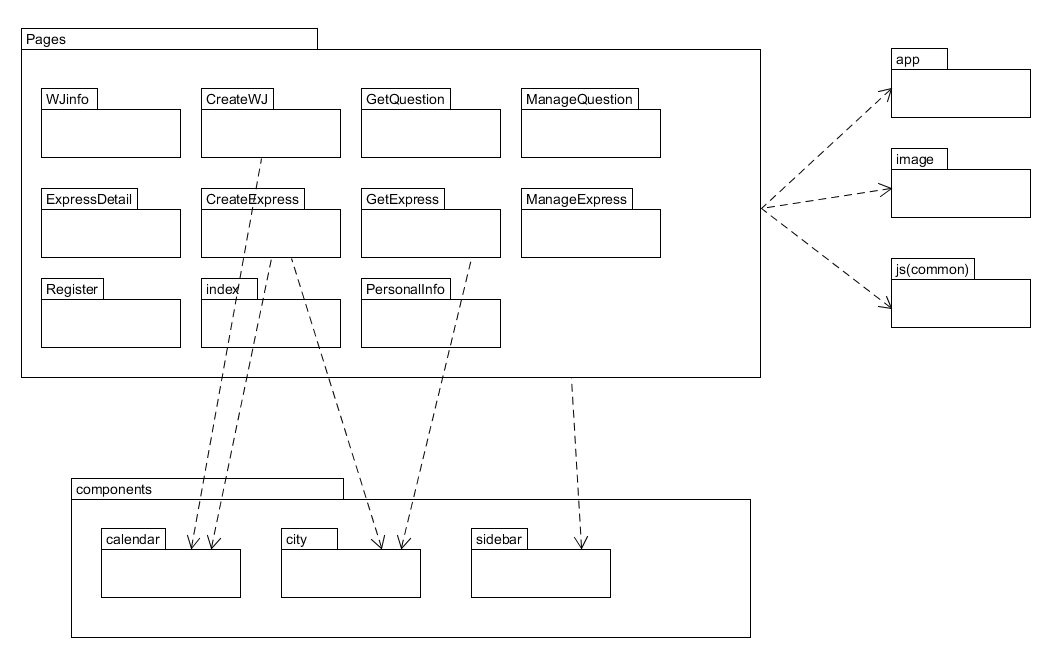 Pages
app
WJinfo
CreateWJ
GetQuestion
ManageQuestion
image
ExpressDetail
CreateExpress
GetExpress
ManageExpress
js(common)
Register
index
PersonalInfo
components
calendar
city
sidebar